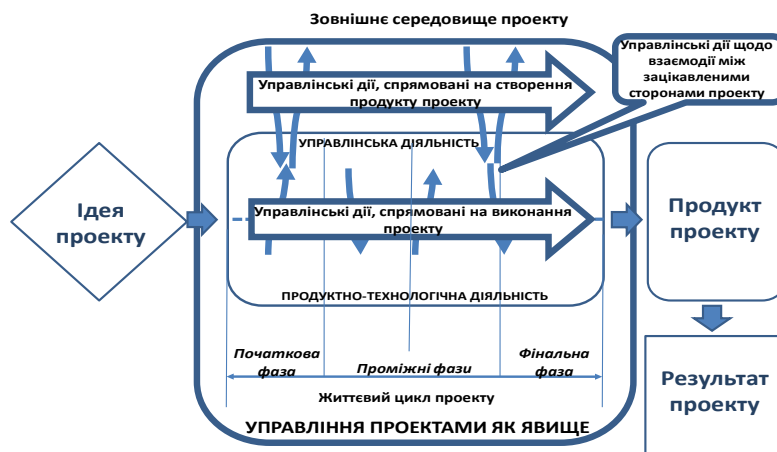 Зовнішнє середовище проекту
Управлінські дії щодо
взаємодії між
зацікавленими
сторонами проекту
Управлінські дії, спрямовані на створення
продукту проекту
УПРАВЛІНСЬКА ДІЯЛЬНІСТЬ
Ідея
проекту
Управлінські дії, спрямовані на виконання
проекту
Продукт
проекту
ПРОДУКТНО-ТЕХНОЛОГІЧНА ДІЯЛЬНІСТЬ
Початкова
фаза
Проміжні фази
Фінальна
фаза
Життєвий цикл проекту
УПРАВЛІННЯ ПРОЕКТАМИ ЯК ЯВИЩЕ
Результат
проекту